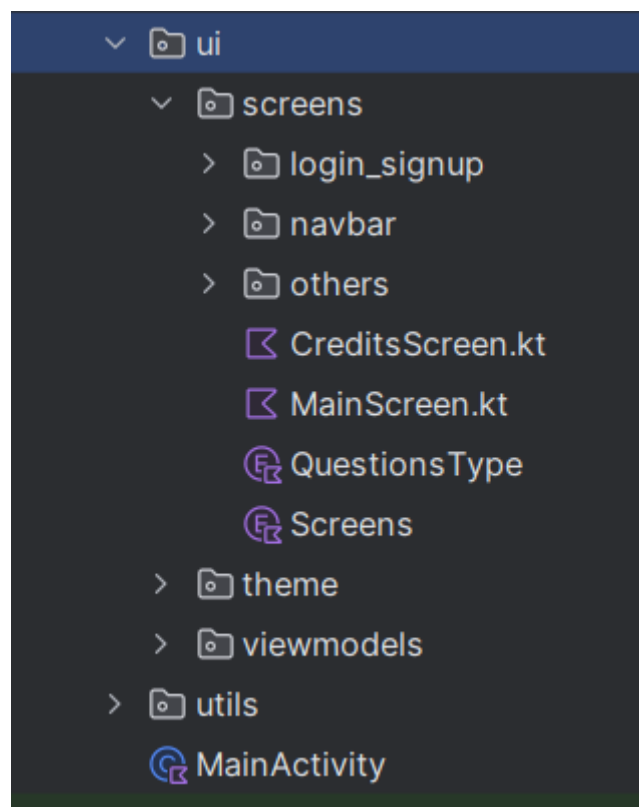 ui
screens
login_signup
navbar
others
CreditsScreen.kt
MainScreen.kt
QuestionsType
Screens
theme
viewmodels
utils
MainActivity